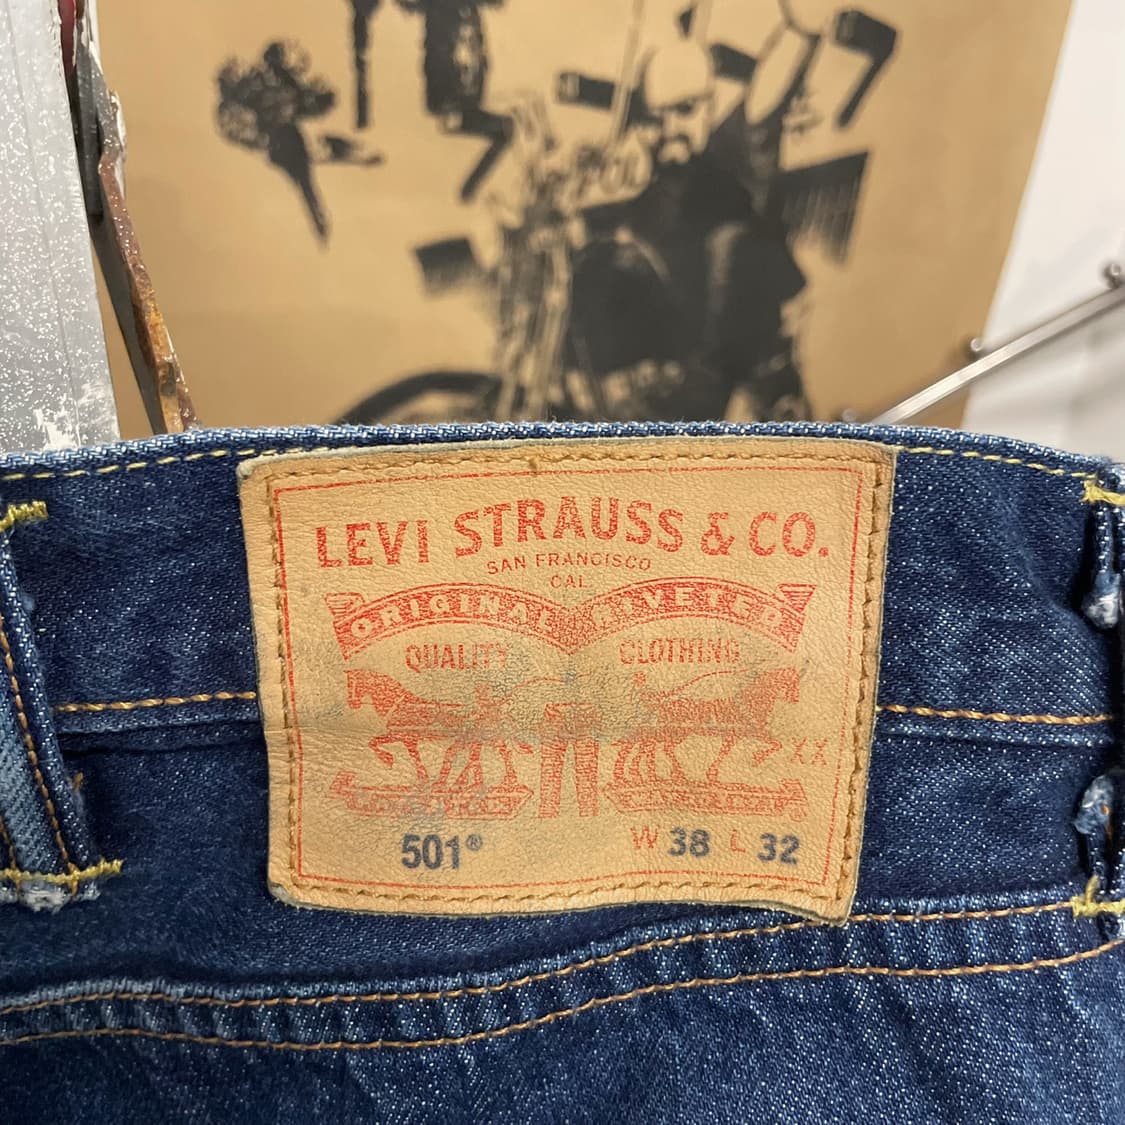 LEVI STRAUSS & CO.
SAN FRANCISCO
CAL.
ORIGINAL RIVETED
QUALITY CLOTHING
XX
501® W 38 L 32